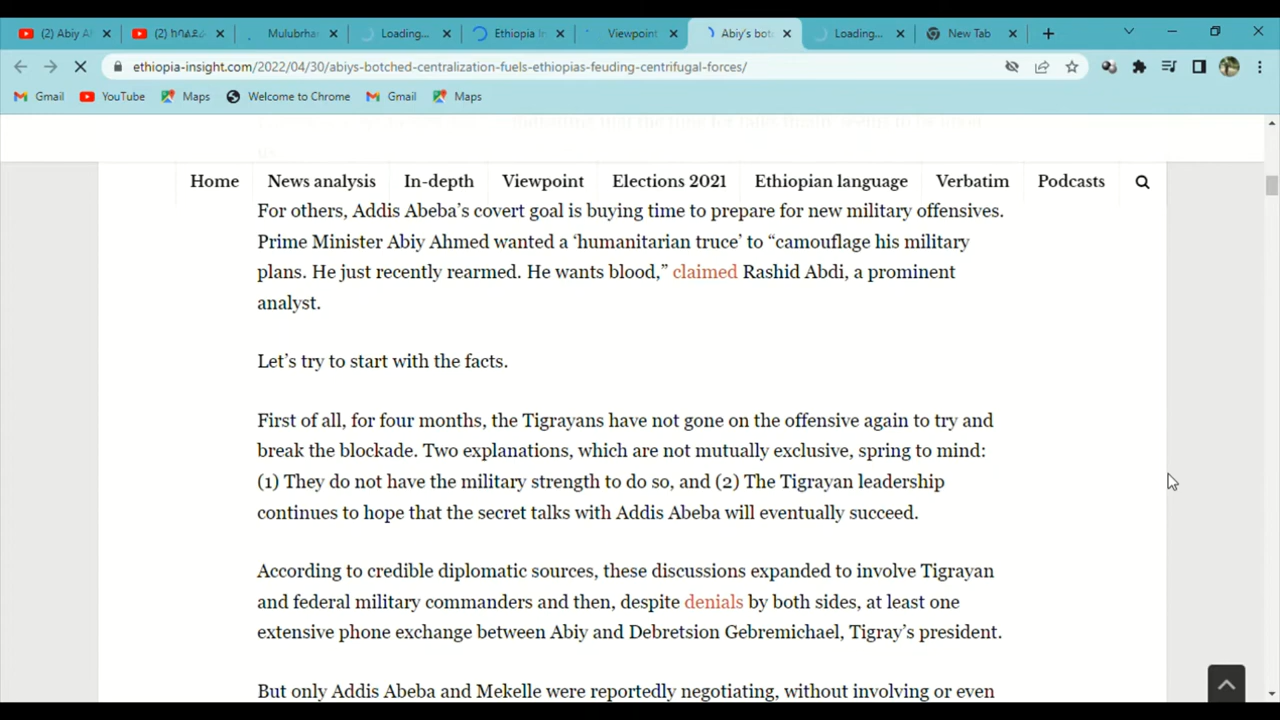 (2) Abiy A
(2) ከባልደራ
Mulubrhan
Loading...
Ethiopia In
Viewpoint
Abiy's bot
Loading...
New Tab
ethiopia-insight.com/2022/04/30/abiys-botched-centralization-fuels-ethiopias-feuding-centrifugal-forces/
Gmail YouTube Maps Welcome to Chrome Gmail Maps
Home News analysis In-depth Viewpoint Elections 2021 Ethiopian language Verbatim Podcasts
For others, Addis Abeba’s covert goal is buying time to prepare for new military offensives.
Prime Minister Abiy Ahmed wanted a ‘humanitarian truce’ to “camouflage his military
plans. He just recently rearmed. He wants blood,” claimed Rashid Abdi, a prominent
analyst.
Let’s try to start with the facts.
First of all, for four months, the Tigrayans have not gone on the offensive again to try and
break the blockade. Two explanations, which are not mutually exclusive, spring to mind:
(1) They do not have the military strength to do so, and (2) The Tigrayan leadership
continues to hope that the secret talks with Addis Abeba will eventually succeed.
According to credible diplomatic sources, these discussions expanded to involve Tigrayan
and federal military commanders and then, despite denials by both sides, at least one
extensive phone exchange between Abiy and Debretsion Gebremichael, Tigray’s president.
But only Addis Abeba and Mekelle were reportedly negotiating, without involving or even